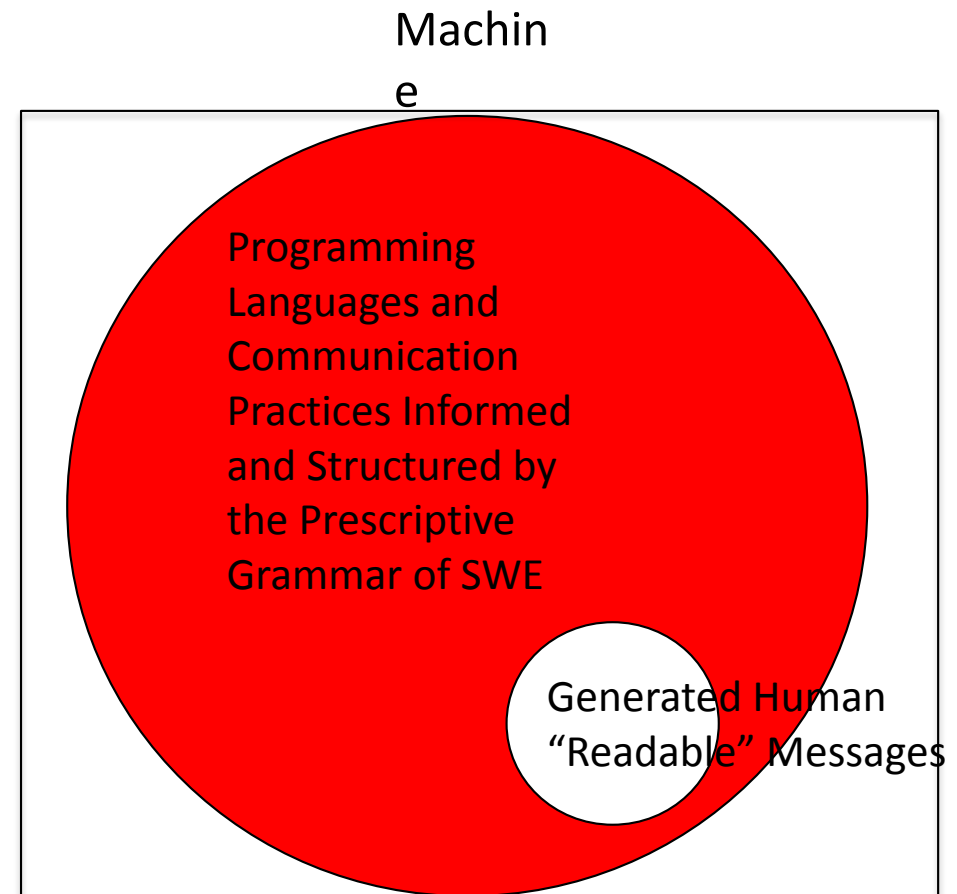 Machin
e
Programming
Languages and
Communication
Practices Informed
and Structured by
the Prescriptive
Grammar of SWE
Generated Human
“Readable” Messages